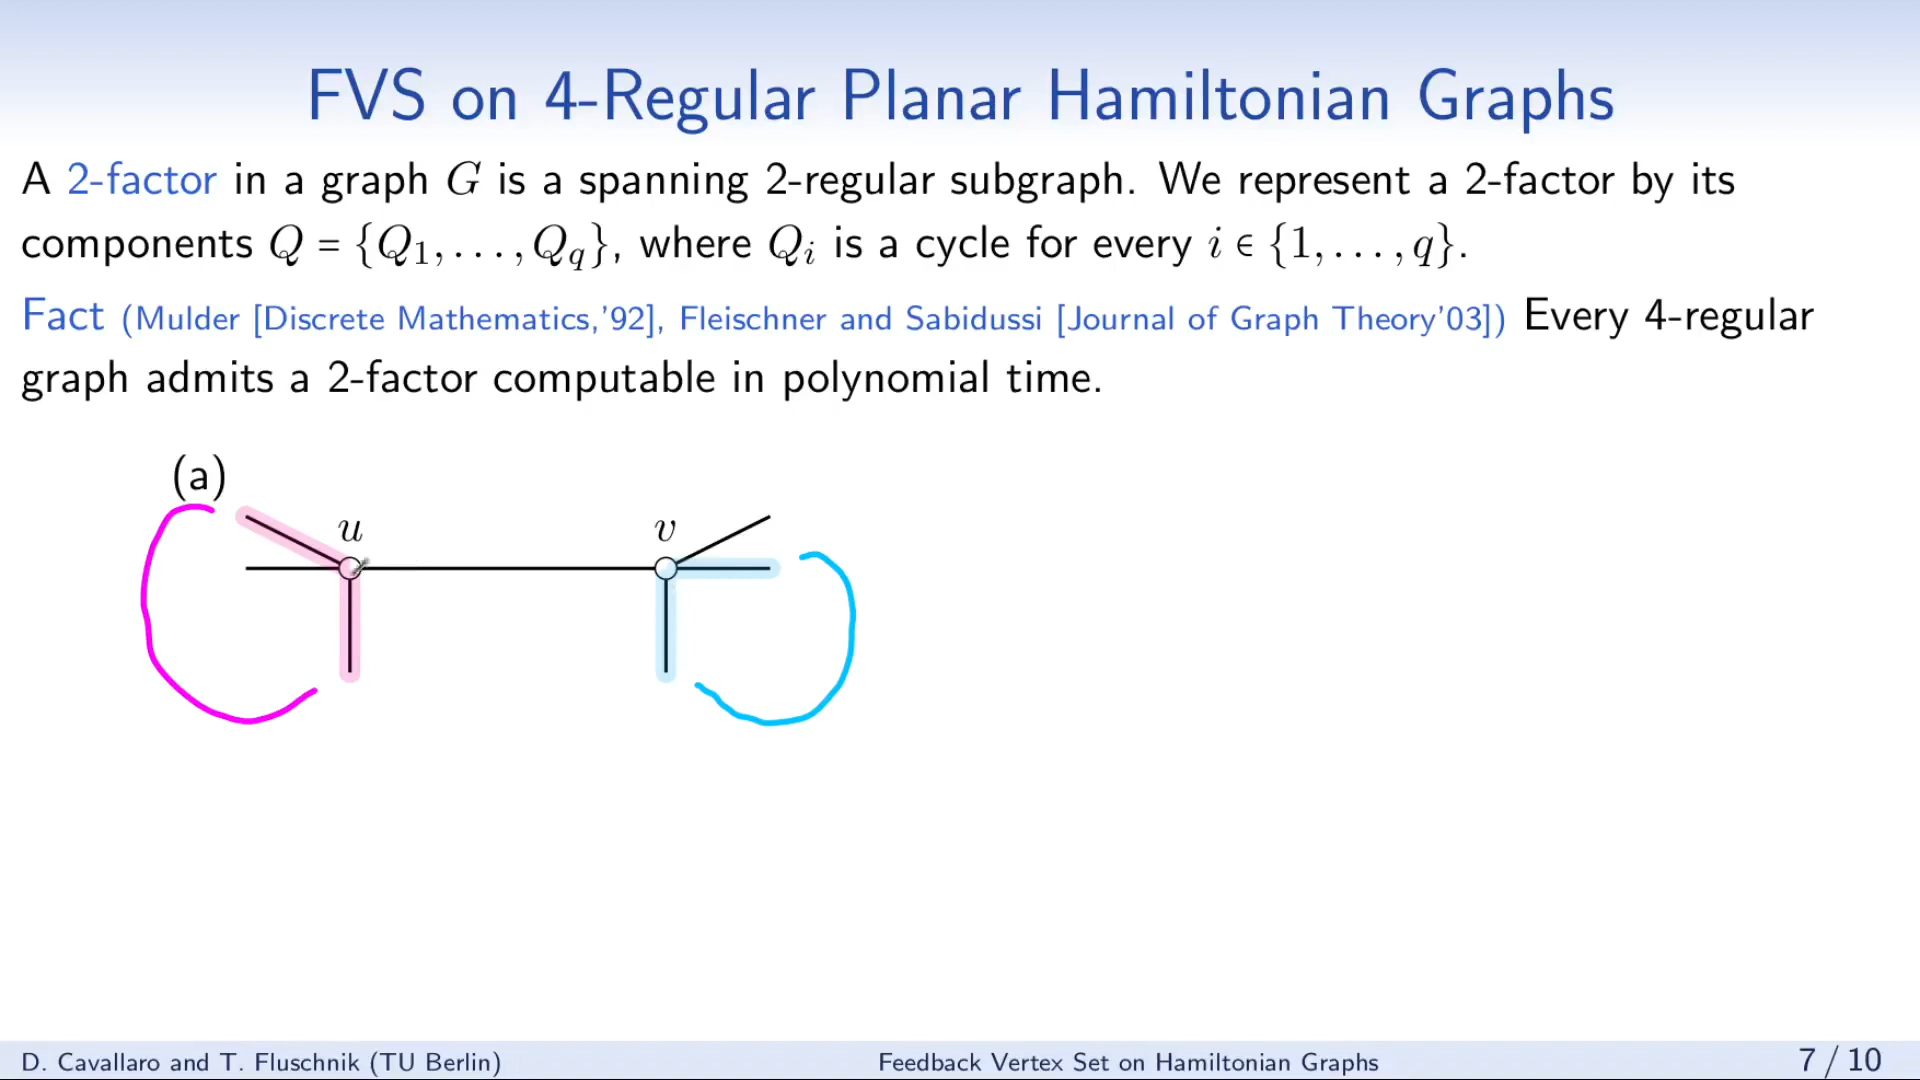 FVS on 4-Regular Planar Hamiltonian Graphs
A 2-factor in a graph G is a spanning 2-regular subgraph. We represent a 2-factor by its
components Q = {Q₁, . . . , Q_q}, where Q_i is a cycle for every i ∈ {1, . . . , q}.
Fact (Mulder [Discrete Mathematics,'92], Fleischner and Sabidussi [Journal of Graph Theory'03]) Every 4-regular
graph admits a 2-factor computable in polynomial time.
(a)
u v
D. Cavallaro and T. Fluschnik (TU Berlin) Feedback Vertex Set on Hamiltonian Graphs 7 / 10